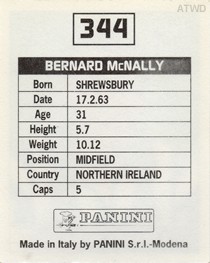 ATWD
344
BERNARD McNALLY
Born SHREWSBURY
Date 17.2.63
Age 31
Height 5.7
Weight 10.12
Position MIDFIELD
Country NORTHERN IRELAND
Caps 5
PANINI
Made in Italy by PANINI S.r.l.-Modena